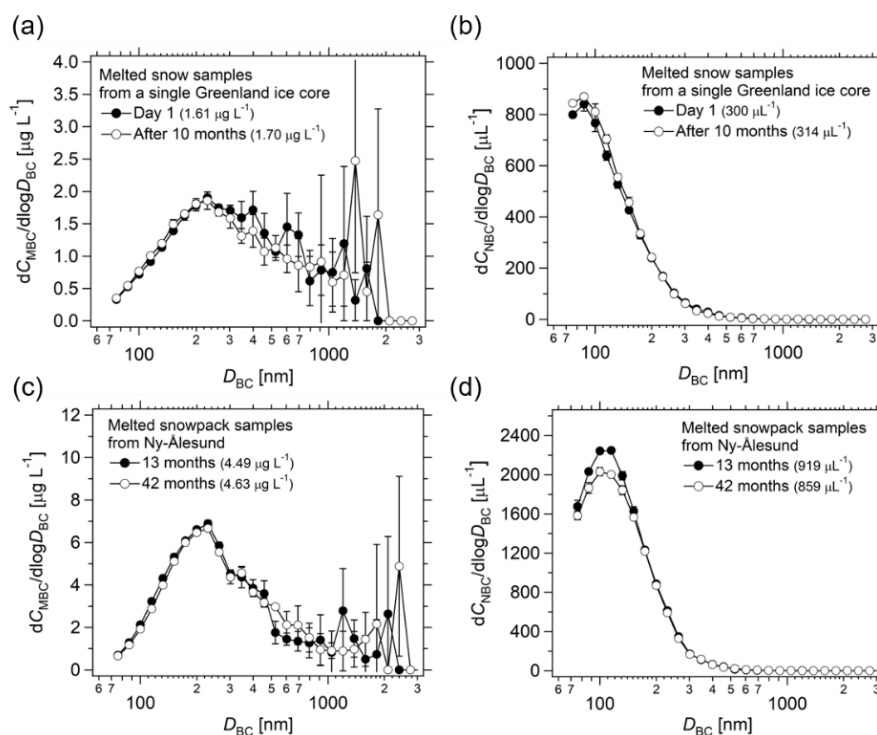 (a)
4.0
3.5
3.0
2.5
2.0
1.5
1.0
0.5
0.0
dC_MBC/dlogD_BC [µg L⁻¹]
Melted snow samples
from a single Greenland ice core
Day 1 (1.61 µg L⁻¹)
After 10 months (1.70 µg L⁻¹)
6 7 100 2 3 4 5 6 1000 2 3
D_BC [nm]
(b)
1000
800
600
400
200
0
dC_NBC/dlogD_BC [µL⁻¹]
Melted snow samples
from a single Greenland ice core
Day 1 (300 µL⁻¹)
After 10 months (314 µL⁻¹)
6 7 100 2 3 4 5 6 1000 2 3
D_BC [nm]
(c)
12
10
8
6
4
2
0
dC_MBC/dlogD_BC [µg L⁻¹]
Melted snowpack samples
from Ny-Ålesund
13 months (4.49 µg L⁻¹)
42 months (4.63 µg L⁻¹)
6 7 100 2 3 4 5 6 1000 2 3
D_BC [nm]
(d)
2400
2000
1600
1200
800
400
0
dC_NBC/dlogD_BC [µL⁻¹]
Melted snowpack samples
from Ny-Ålesund
13 months (919 µL⁻¹)
42 months (859 µL⁻¹)
6 7 100 2 3 4 5 6 1000 2 3
D_BC [nm]